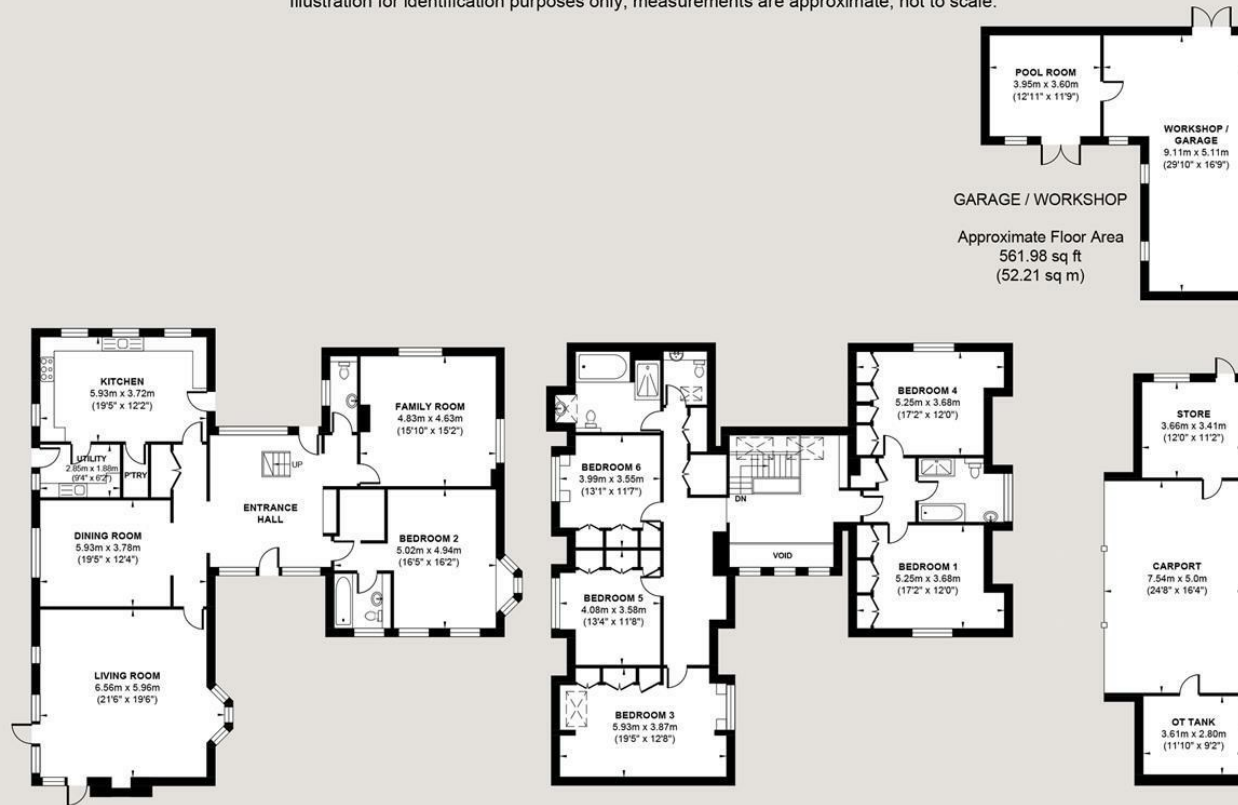 Illustration for identification purposes only, measurements are approximate, not to scale.
POOL ROOM
3.95m x 3.60m
(12'11" x 11'9")
WORKSHOP /
GARAGE
9.11m x 5.11m
(29'10" x 16'9")
GARAGE / WORKSHOP
Approximate Floor Area
561.98 sq ft
(52.21 sq m)
KITCHEN
5.93m x 3.72m
(19'5" x 12'2")
UTILITY
2.85m x 1.88m
(9'4" x 6'2")
P'TRY
UP
ENTRANCE
HALL
FAMILY ROOM
4.83m x 4.63m
(15'10" x 15'2")
DINING ROOM
5.93m x 3.78m
(19'5" x 12'4")
BEDROOM 2
5.02m x 4.94m
(16'5" x 16'2")
LIVING ROOM
6.56m x 5.96m
(21'6" x 19'6")
BEDROOM 6
3.99m x 3.55m
(13'1" x 11'7")
DN
VOID
BEDROOM 4
5.25m x 3.68m
(17'2" x 12'0")
BEDROOM 5
4.08m x 3.58m
(13'4" x 11'8")
BEDROOM 1
5.25m x 3.68m
(17'2" x 12'0")
BEDROOM 3
5.93m x 3.87m
(19'5" x 12'8")
STORE
3.66m x 3.41m
(12'0" x 11'2")
CARPORT
7.54m x 5.0m
(24'8" x 16'4")
OT TANK
3.61m x 2.80m
(11'10" x 9'2")